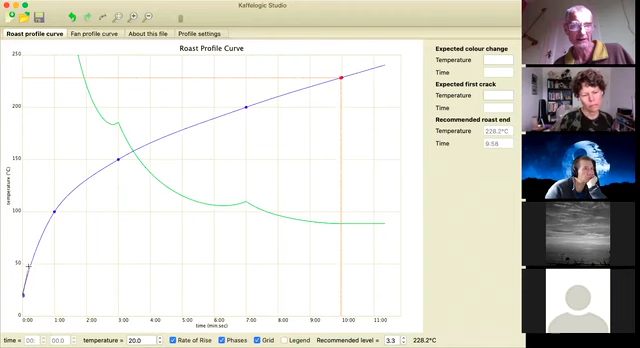 Kaffelogic Studio
Roast profile curve Fan profile curve About this file Profile settings
Roast Profile Curve
250
200
150
100
50
0
temperature (°C)
0:00 1:00 2:00 3:00 4:00 5:00 6:00 7:00 8:00 9:00 10:00 11:00
time (min.sec)
Expected colour change
Temperature
Time
Expected first crack
Temperature
Time
Recommended roast end
Temperature 228.2°C
Time 9:58
time = 00: 00.0 temperature = 20.0 Rate of Rise Phases Grid Legend Recommended level = 3.3 228.2°C